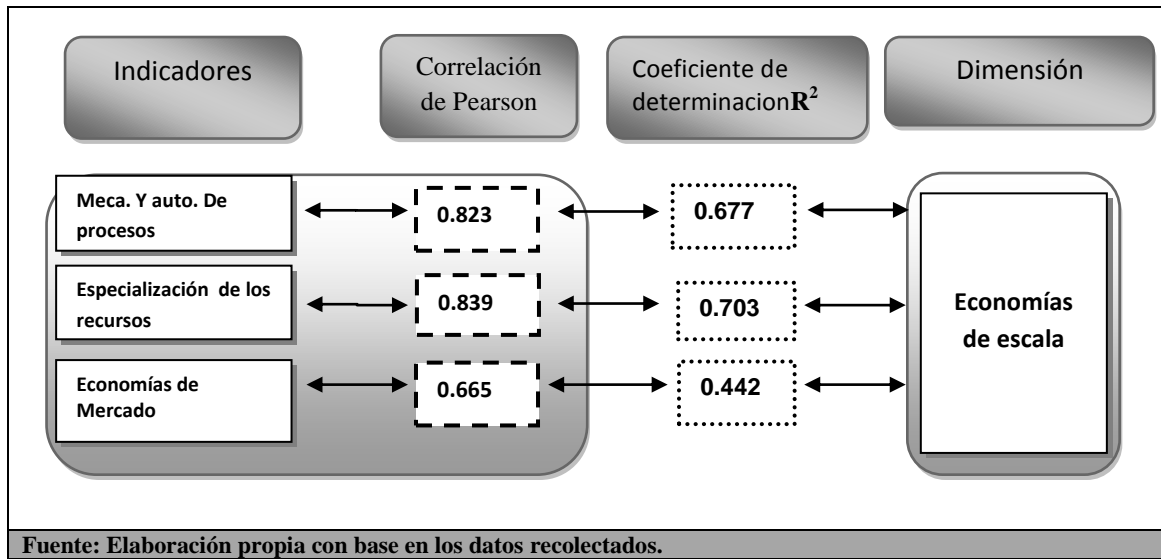 Indicadores
Correlación
de Pearson
Coeficiente de
determinacionR²
Dimensión
Meca. Y auto. De
procesos
0.823
0.677
Especialización de los
recursos
0.839
0.703
Economías de
Mercado
0.665
0.442
Economías
de escala
Fuente: Elaboración propia con base en los datos recolectados.